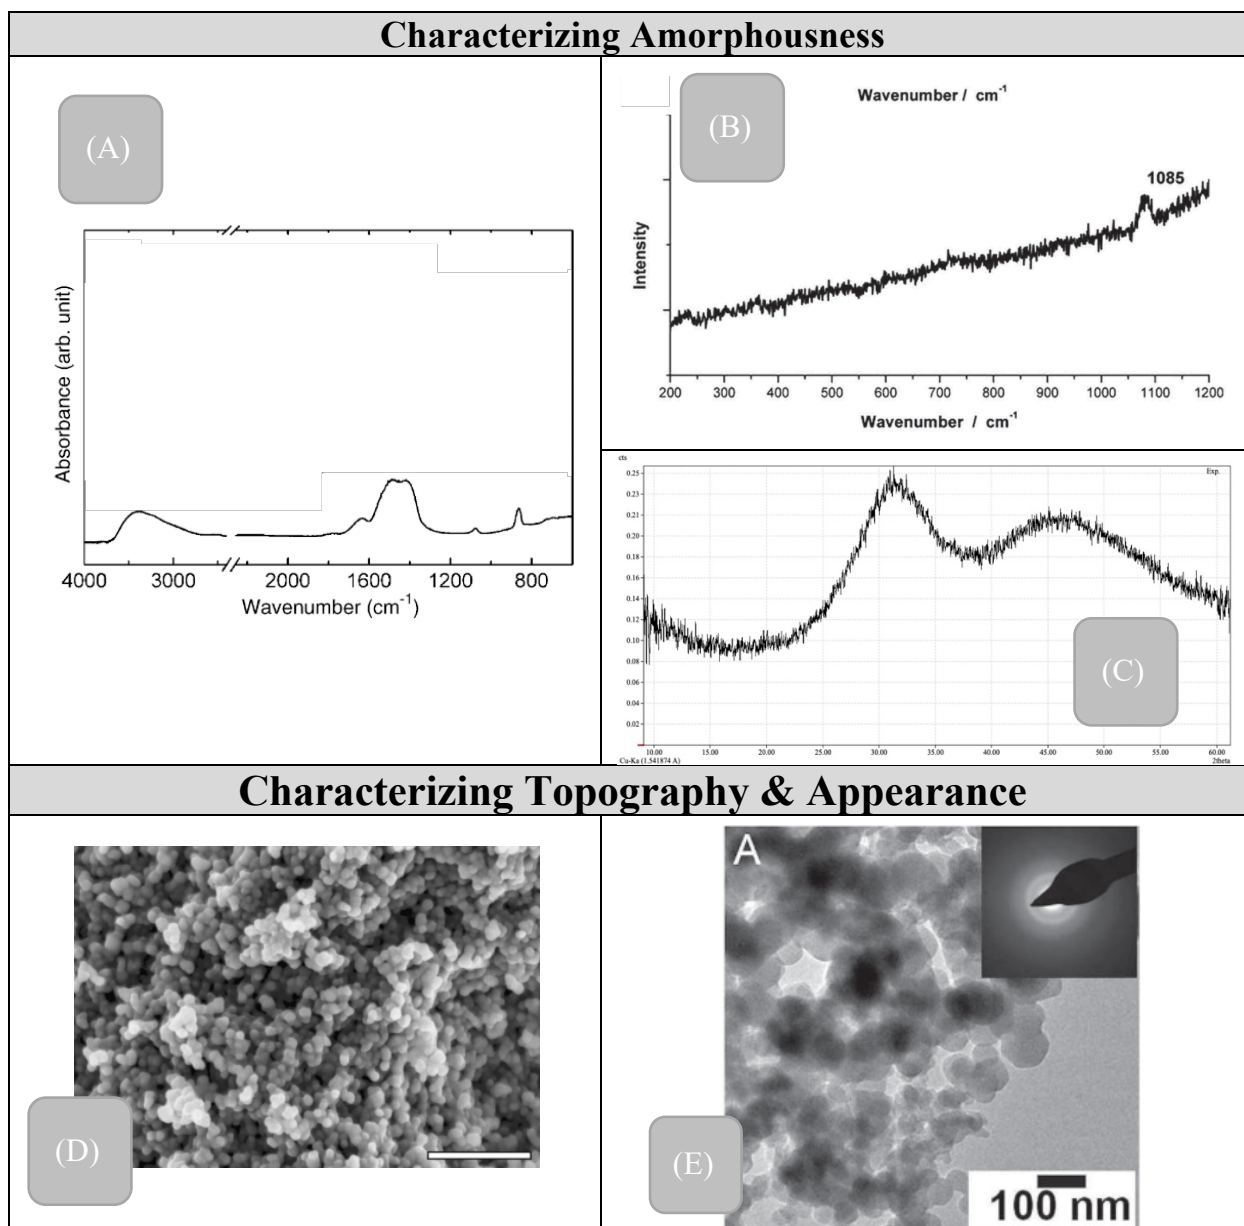 Characterizing Amorphousness
(A)
Absorbance (arb. unit)
4000 3000 2000 1600 1200 800
Wavenumber (cm⁻¹)
(B)
Wavenumber / cm⁻¹
1085
Intensity
200 300 400 500 600 700 800 900 1000 1100 1200
Wavenumber / cm⁻¹
cts
Exp.
0.25
0.23
0.21
0.20
0.18
0.16
0.14
0.12
0.10
0.08
0.06
0.04
0.02
(C)
10.00 15.00 20.00 25.00 30.00 35.00 40.00 45.00 50.00 55.00 60.00
Cu-Ka (1.541874 A) 2theta
Characterizing Topography & Appearance
(D)
A
(E)
100 nm